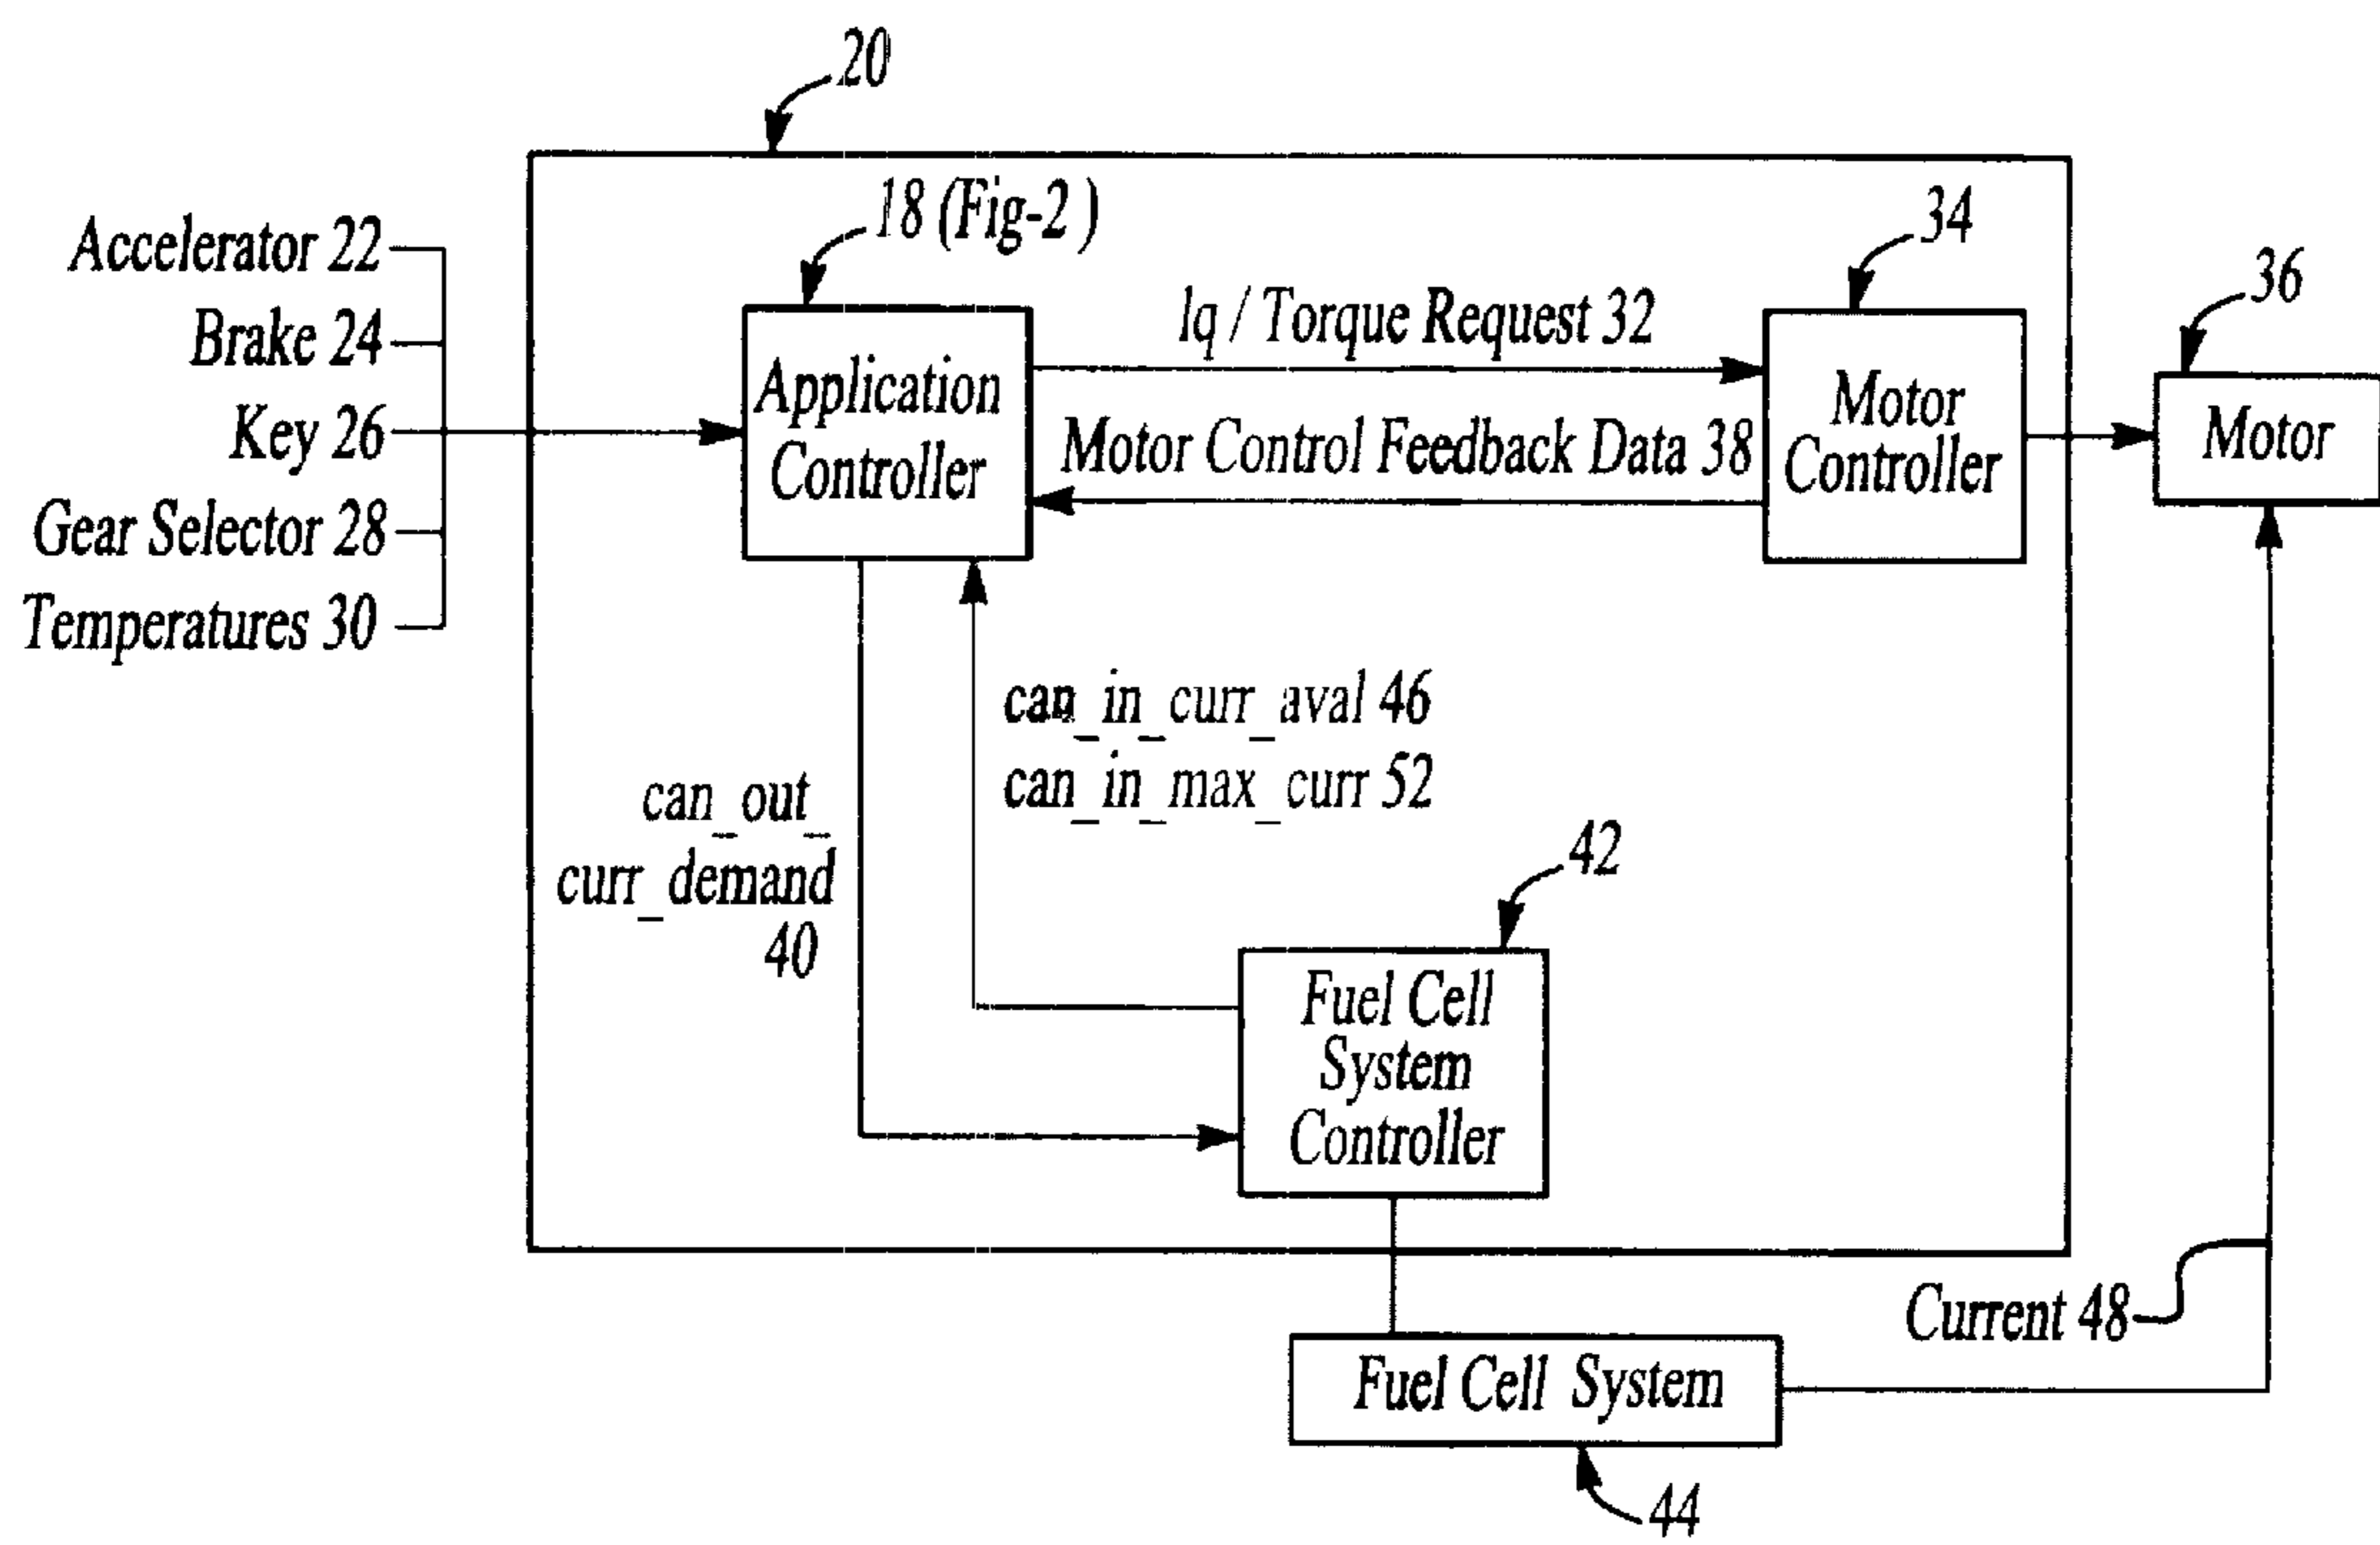 20
18 (Fig-2)
34
36
Accelerator 22
Brake 24
Key 26
Gear Selector 28
Temperatures 30
Application
Controller
Iq / Torque Request 32
Motor Control Feedback Data 38
Motor
Controller
Motor
can_in_curr_aval 46
can_in_max_curr 52
can_out_
curr_demand
40
42
Fuel Cell
System
Controller
Current 48
Fuel Cell System
44